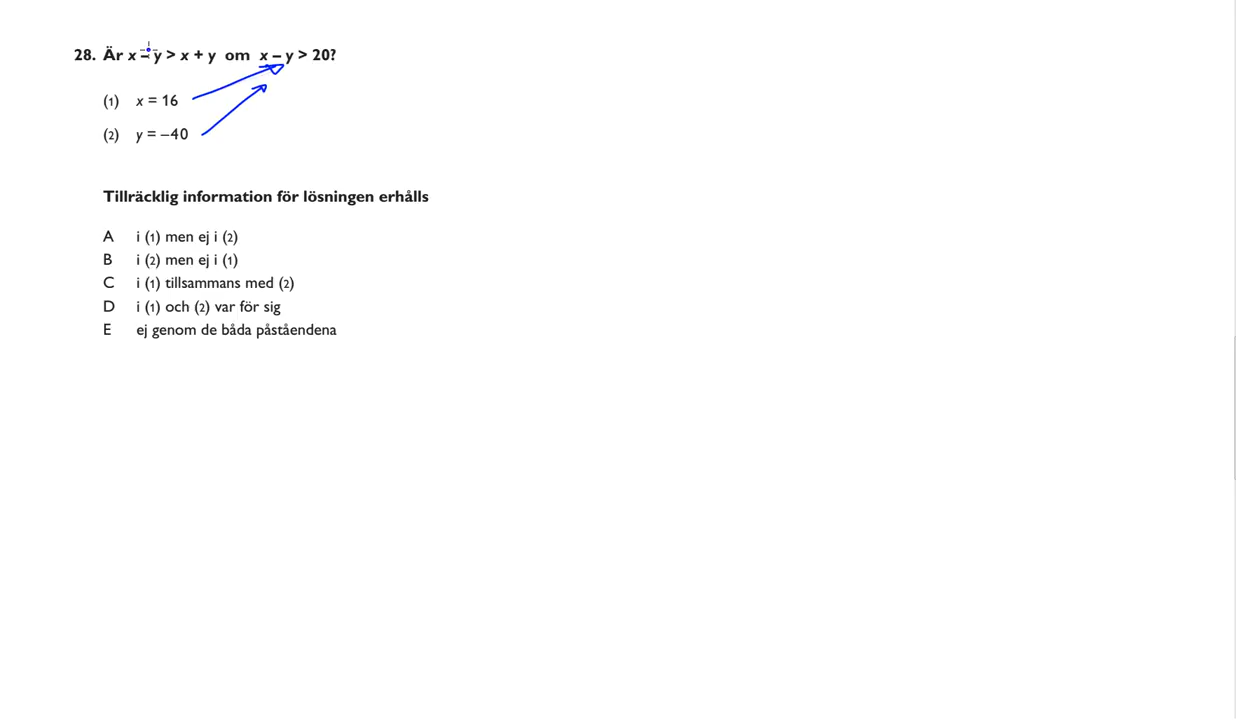 28. Är x – y > x + y om x – y > 20?
(1) x = 16
(2) y = –40
Tillräcklig information för lösningen erhålls
A i (1) men ej i (2)
B i (2) men ej i (1)
C i (1) tillsammans med (2)
D i (1) och (2) var för sig
E ej genom de båda påståendena